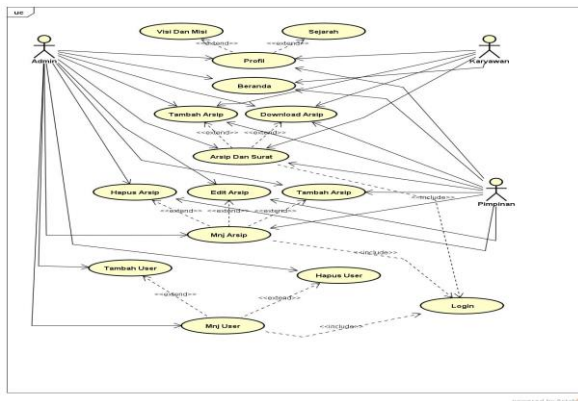 uc
Visi Dan Misi
Sejarah
<<extend>>
<<extend>>
Admin
Profil
Karyawan
Beranda
Tambah Arsip
Download Arsip
<<extend>>
<<extend>>
Arsip Dan Surat
Hapus Arsip
Edit Arsip
Tambah Arsip
<<include>>
Pimpinan
<<extend>>
<<extend>>
<<extend>>
Mnj Arsip
<<include>>
Tambah User
Hapus User
<<extend>>
<<extend>>
Login
Mnj User
<<include>>